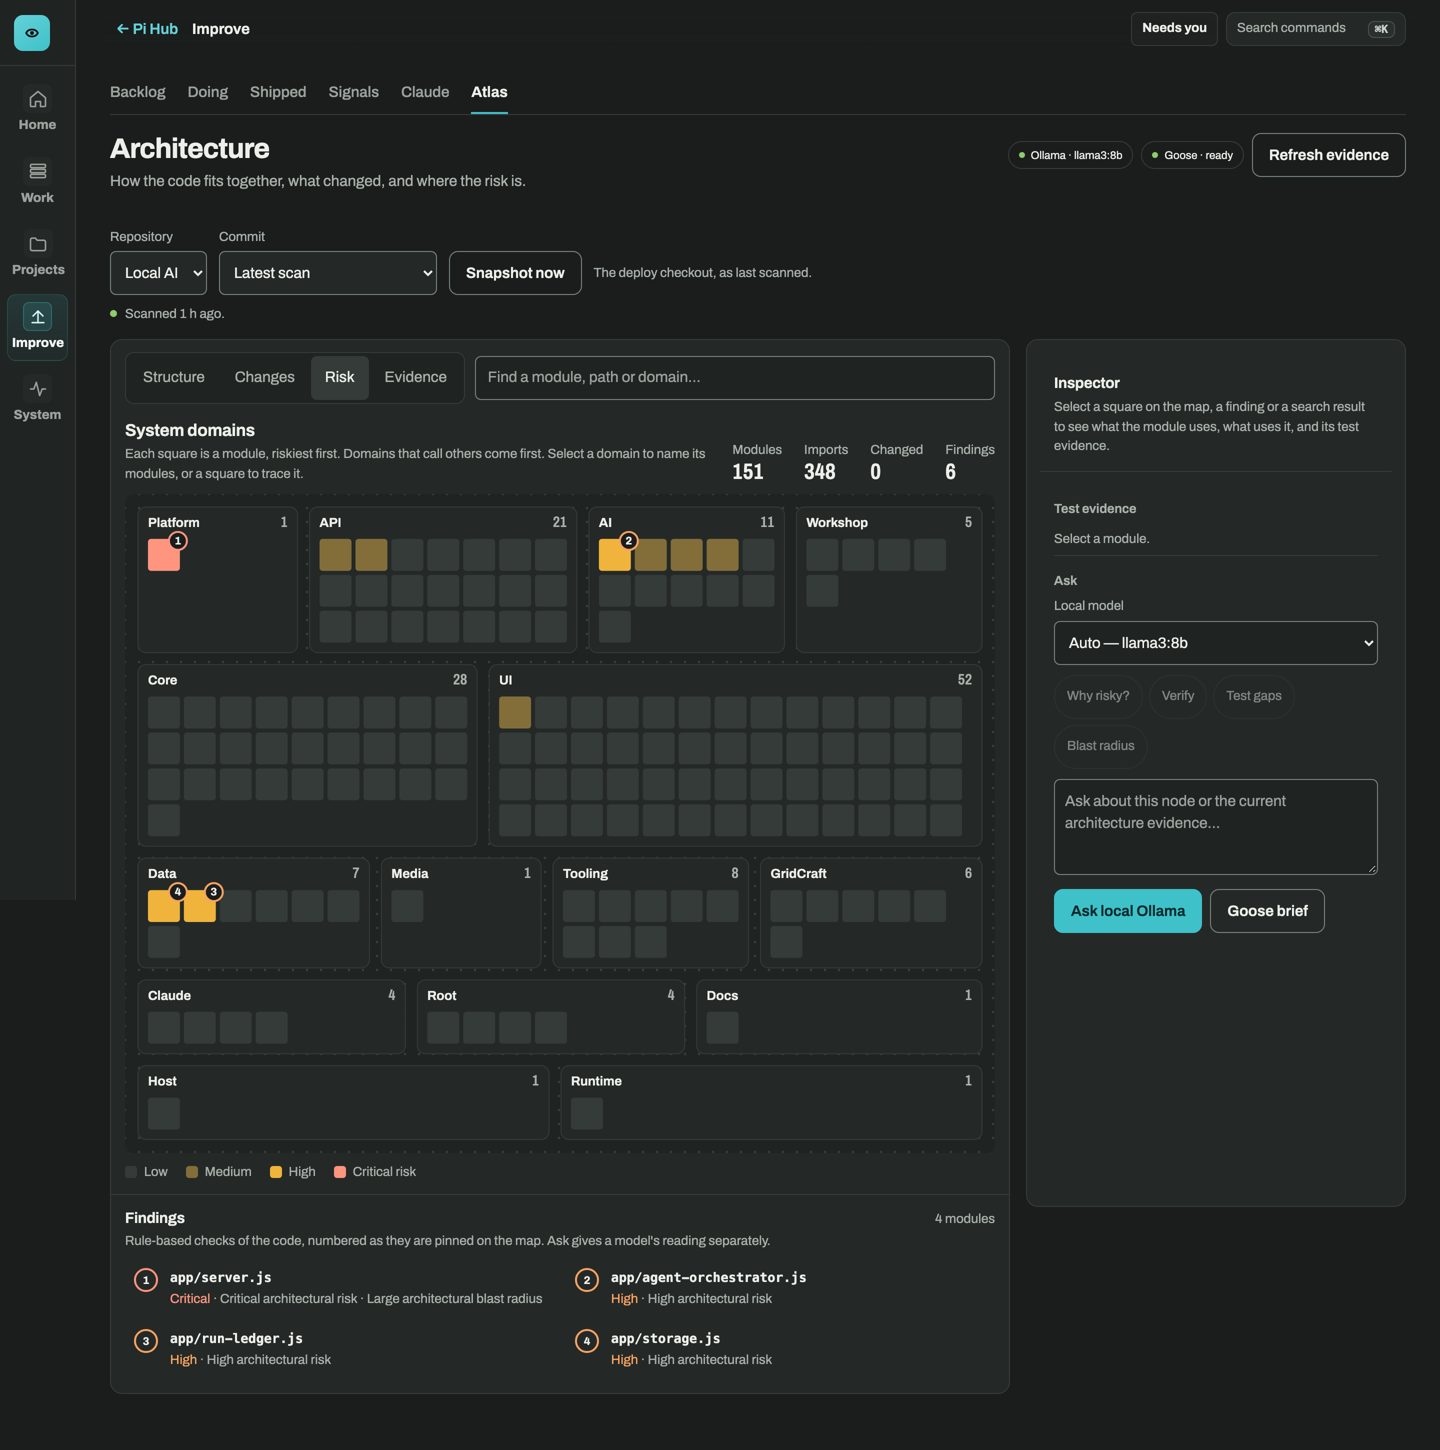 ← Pi Hub Improve
Needs you
Search commands ⌘K
Home
Work
Projects
Improve
System
Backlog Doing Shipped Signals Claude Atlas
Architecture
How the code fits together, what changed, and where the risk is.
Ollama · llama3:8b
Goose · ready
Refresh evidence
Repository
Commit
Local AI
Latest scan
Snapshot now
The deploy checkout, as last scanned.
Scanned 1 h ago.
Structure Changes Risk Evidence
Find a module, path or domain...
System domains
Each square is a module, riskiest first. Domains that call others come first. Select a domain to name its
modules, or a square to trace it.
Modules Imports Changed Findings
151 348 0 6
Platform 1
1
API 21
AI 11
2
Workshop 5
Core 28
UI 52
Data 7
4 3
Media 1
Tooling 8
GridCraft 6
Claude 4
Root 4
Docs 1
Host 1
Runtime 1
Low Medium High Critical risk
Findings
4 modules
Rule-based checks of the code, numbered as they are pinned on the map. Ask gives a model's reading separately.
1 app/server.js
Critical · Critical architectural risk · Large architectural blast radius
2 app/agent-orchestrator.js
High · High architectural risk
3 app/run-ledger.js
High · High architectural risk
4 app/storage.js
High · High architectural risk
Inspector
Select a square on the map, a finding or a search result
to see what the module uses, what uses it, and its test
evidence.
Test evidence
Select a module.
Ask
Local model
Auto — llama3:8b
Why risky? Verify Test gaps
Blast radius
Ask about this node or the current
architecture evidence...
Ask local Ollama
Goose brief